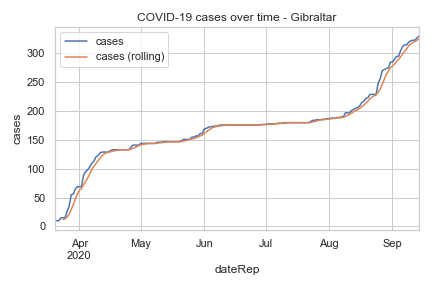 COVID-19 cases over time - Gibraltar
cases
cases (rolling)
300
250
200
150
100
50
0
cases
Apr
2020
May
Jun
Jul
Aug
Sep
dateRep